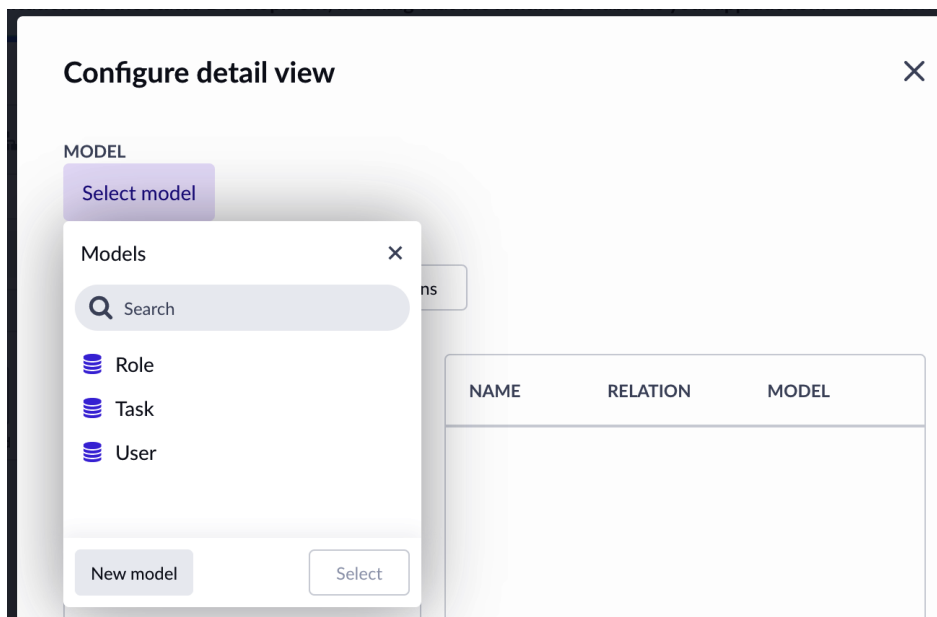 Configure detail view
MODEL
Select model
Models
Search
ns
Role
Task
User
NAME RELATION MODEL
New model Select